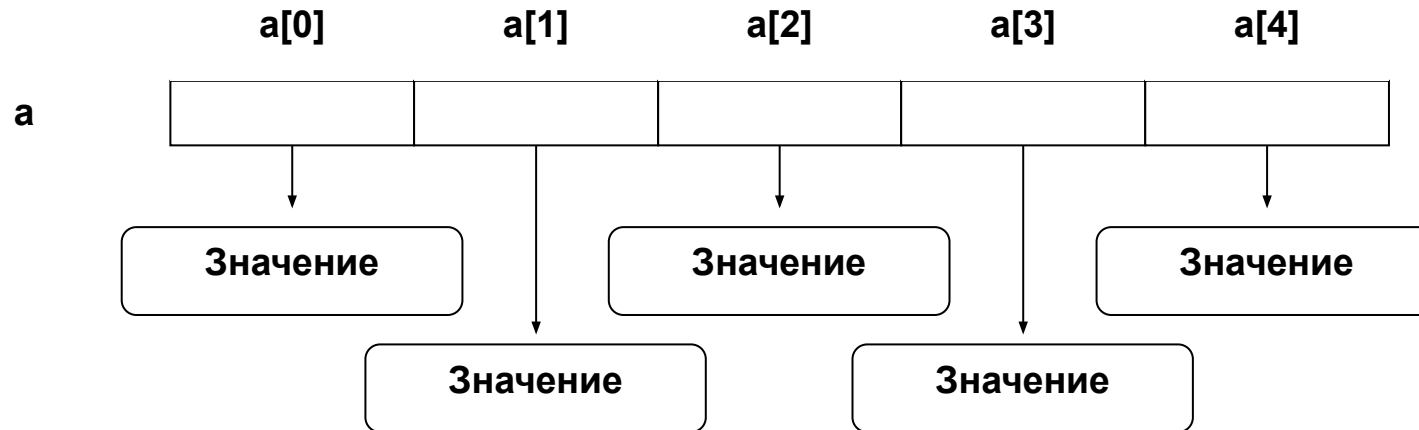 a[0] a[1] a[2] a[3] a[4]
a
Значение Значение Значение
Значение Значение